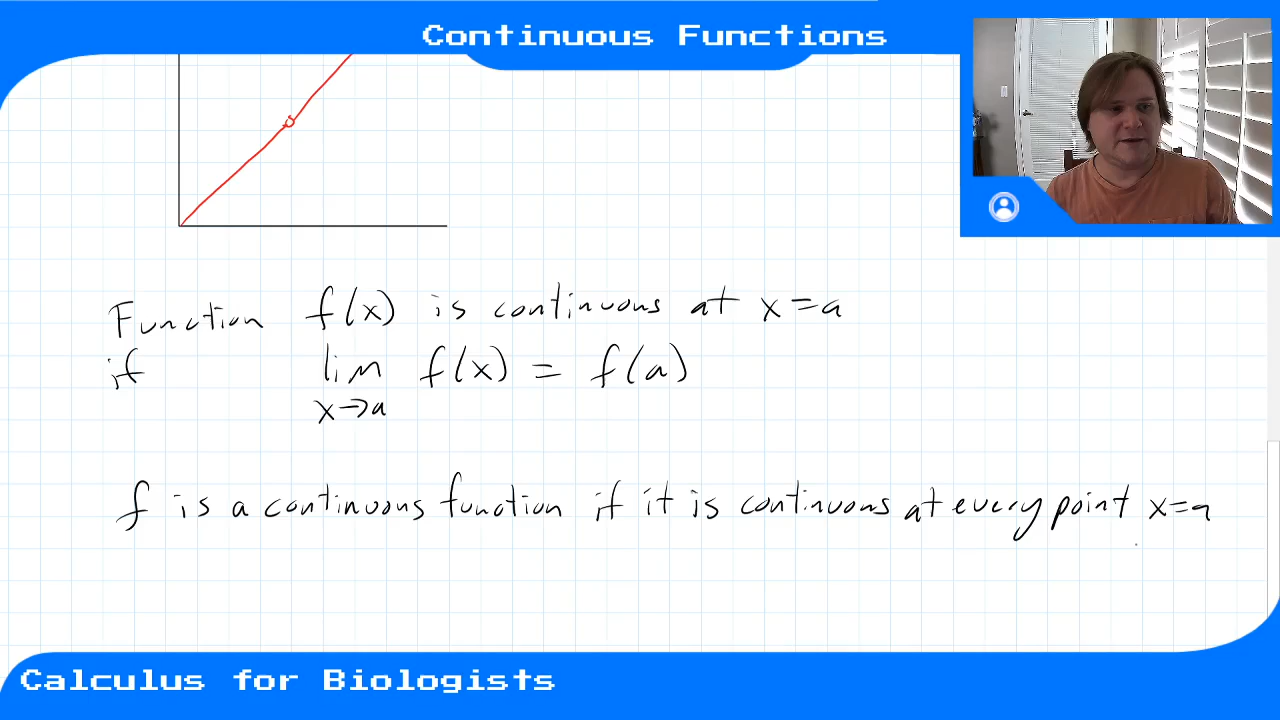 Continuous Functions
Function f(x) is continuous at x=a
if lim f(x) = f(a)
x→a
f is a continuous function if it is continuous at every point x=a
Calculus for Biologists